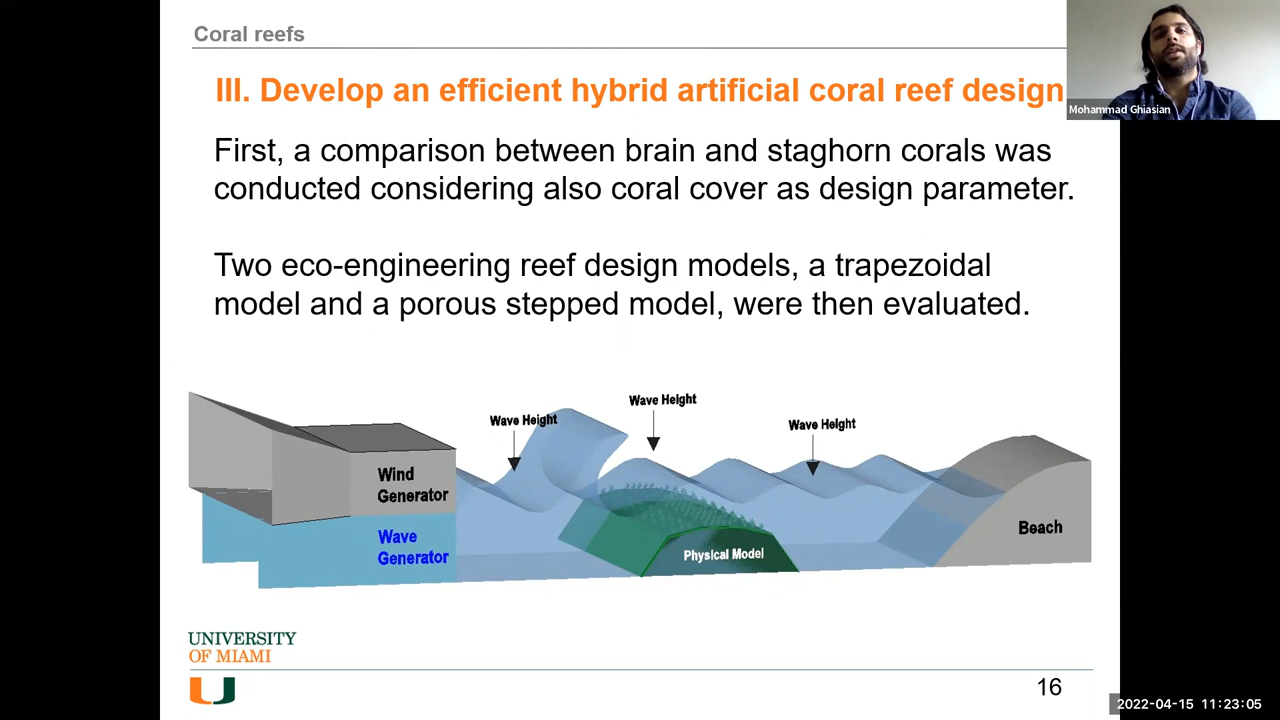 Coral reefs
III. Develop an efficient hybrid artificial coral reef design
Mohammad Ghiasian
First, a comparison between brain and staghorn corals was
conducted considering also coral cover as design parameter.
Two eco-engineering reef design models, a trapezoidal
model and a porous stepped model, were then evaluated.
Wave Height
Wave Height
Wave Height
Wind
Generator
Wave
Generator
Physical Model
Beach
UNIVERSITY
OF MIAMI
16
2022-04-15 11:23:05